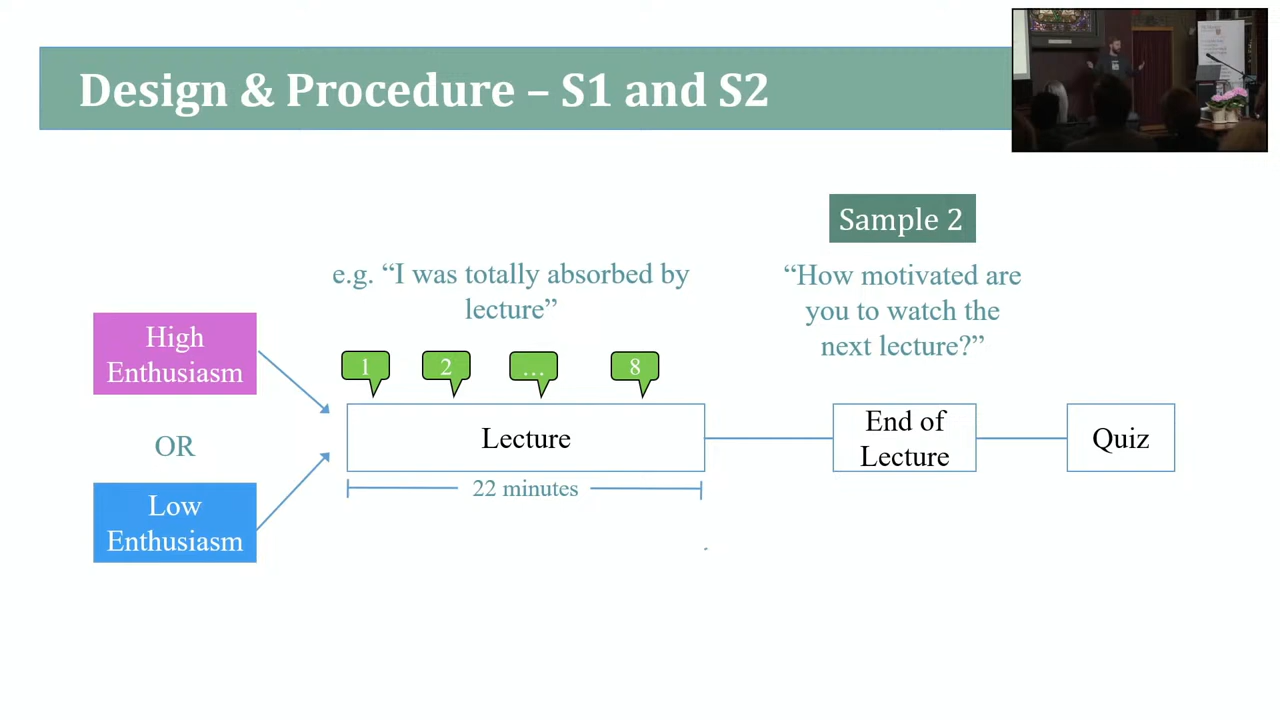 Design & Procedure – S1 and S2
Sample 2
e.g. “I was totally absorbed by
lecture”
“How motivated are
you to watch the
next lecture?”
High
Enthusiasm
OR
Low
Enthusiasm
1
2
...
8
Lecture
22 minutes
End of
Lecture
Quiz